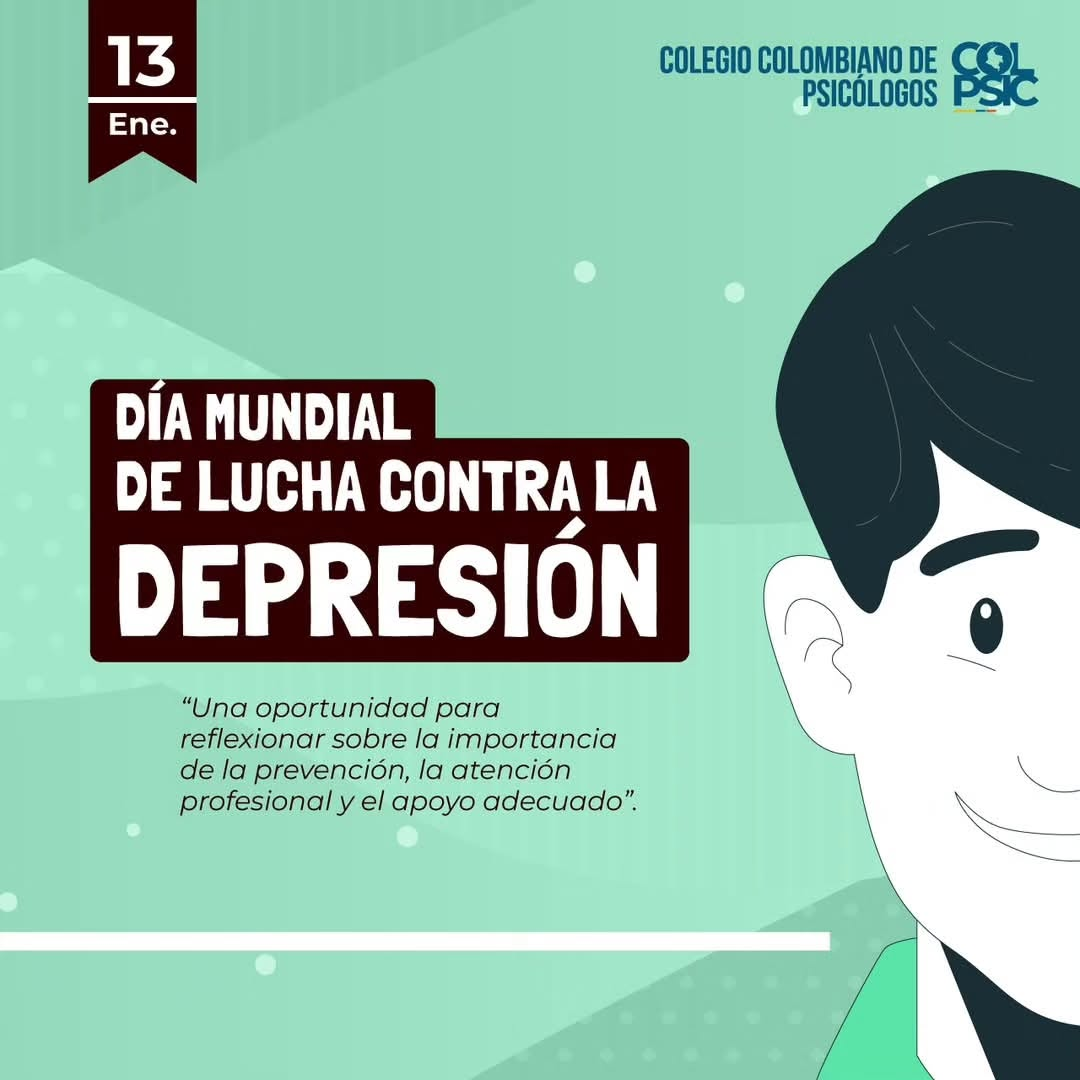 13
Ene.
COLEGIO COLOMBIANO DE
PSICÓLOGOS
COL
PSIC
DÍA MUNDIAL
DE LUCHA CONTRA LA
DEPRESIÓN
“Una oportunidad para
reflexionar sobre la importancia
de la prevención, la atención
profesional y el apoyo adecuado”.